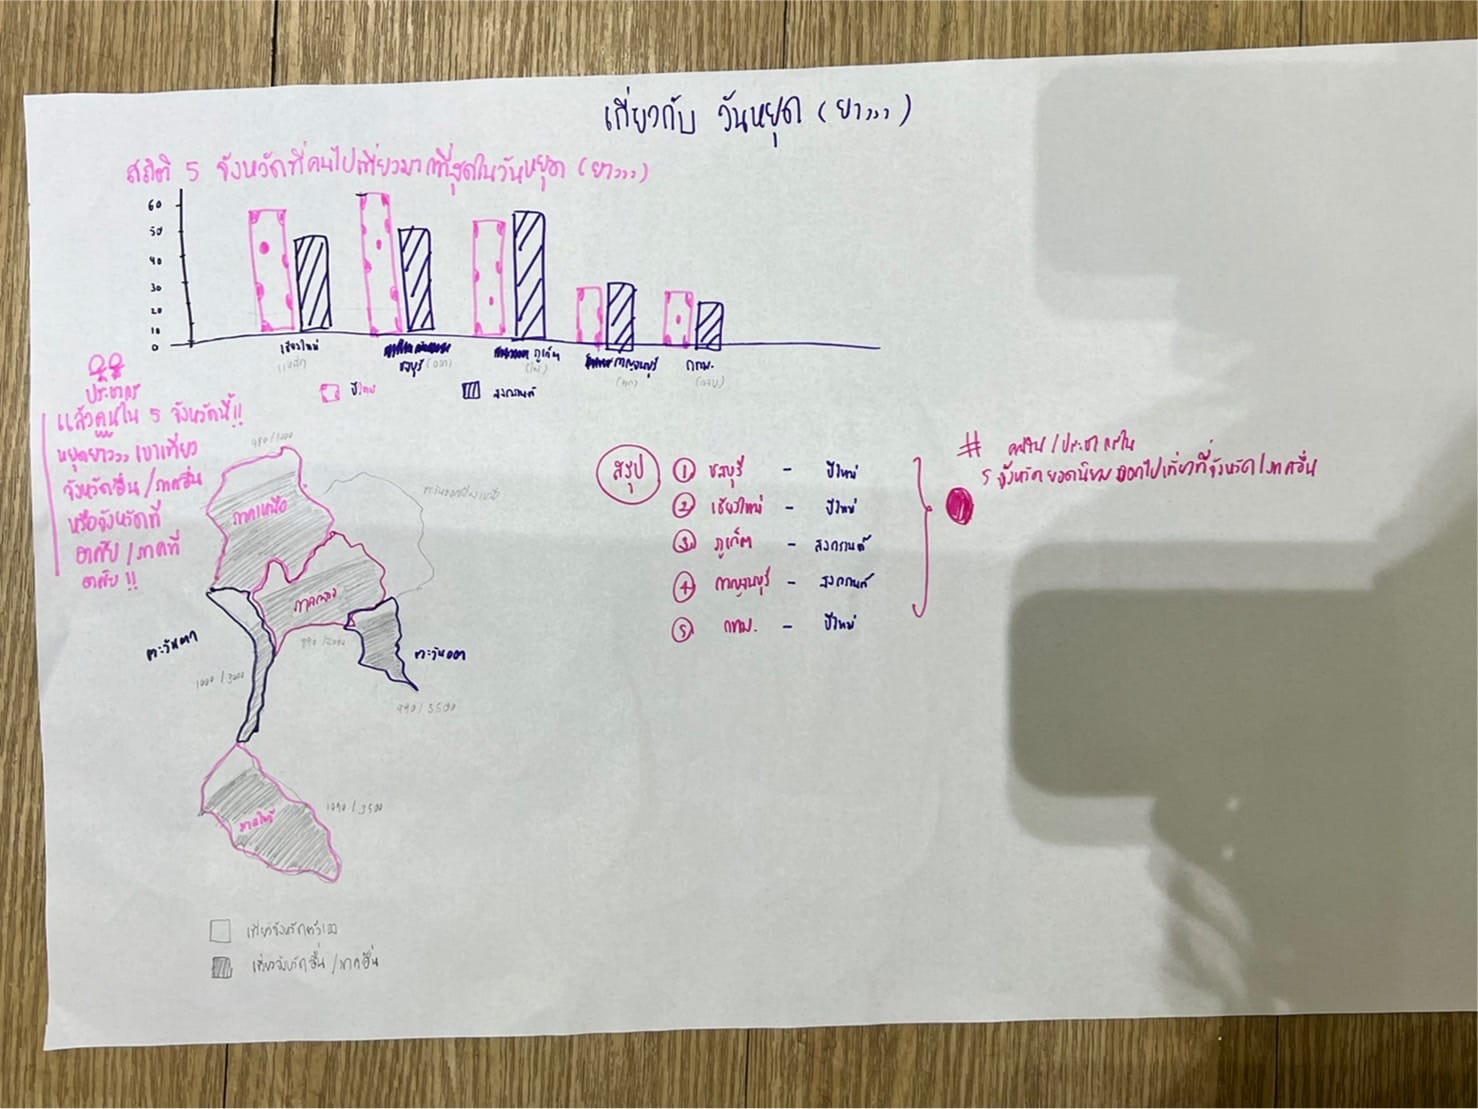 เกี่ยวกับ วันหยุด (ยาววว)
สถิติ 5 จังหวัดที่คนไปเที่ยวมากที่สุดในวันหยุด (ยาววว)
60
50
40
30
20
10
0
เชียงใหม่
(เหนือ)
ชลบุรี (ออก)
ภูเก็ต
(ใต้)
กาญจนบุรี
(ตก)
กทม.
(กลาง)
ปีใหม่
สงกรานต์
ประชากร
แล้วคนใน 5 จังหวัดนี้!!
หยุดยาววว เขาเที่ยว
จังหวัดอื่น / ภาคอื่น
หรือจังหวัดที่
อาศัย / ภาคที่
อาศัย !!
980 / 1000
ภาคเหนือ
ตะวันออกเฉียงเหนือ
ภาคกลาง
890 / 2000
ตะวันตก
1000 / 3000
ตะวันออก
990 / 3500
1090 / 3500
ภาคใต้
เที่ยวจังหวัดตัวเอง
เที่ยวจังหวัดอื่น / ภาคอื่น
สรุป
1 ชลบุรี - ปีใหม่
2 เชียงใหม่ - ปีใหม่
3 ภูเก็ต - สงกรานต์
4 กาญจนบุรี - สงกรานต์
5 กทม. - ปีใหม่
# คนใน / ประชากรใน
5 จังหวัดยอดนิยม ออกไปเที่ยวที่จังหวัด / ภาคอื่น